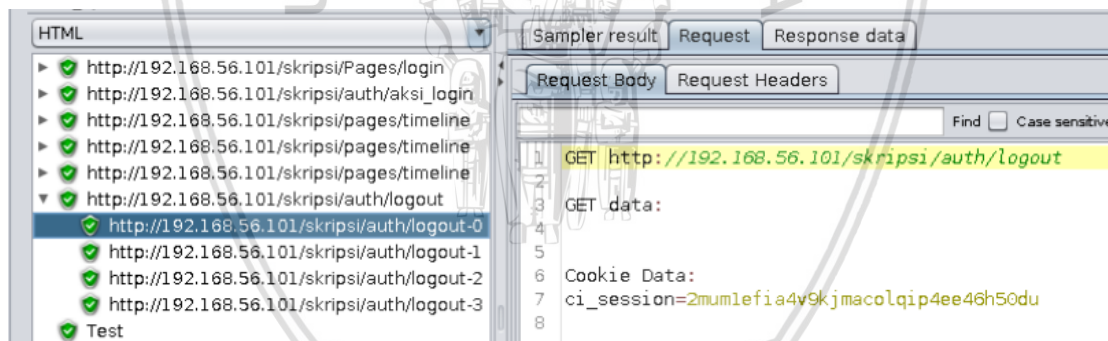 HTML
http://192.168.56.101/skripsi/Pages/login
http://192.168.56.101/skripsi/auth/aksi_login
http://192.168.56.101/skripsi/pages/timeline
http://192.168.56.101/skripsi/pages/timeline
http://192.168.56.101/skripsi/pages/timeline
http://192.168.56.101/skripsi/auth/logout
http://192.168.56.101/skripsi/auth/logout-0
http://192.168.56.101/skripsi/auth/logout-1
http://192.168.56.101/skripsi/auth/logout-2
http://192.168.56.101/skripsi/auth/logout-3
Test
Sampler result Request Response data
Request Body Request Headers
Find Case sensitive
1 GET http://192.168.56.101/skripsi/auth/logout
2
3 GET data:
4
5
6 Cookie Data:
7 ci_session=2mum1efia4v9kjmacolqip4ee46h50du
8